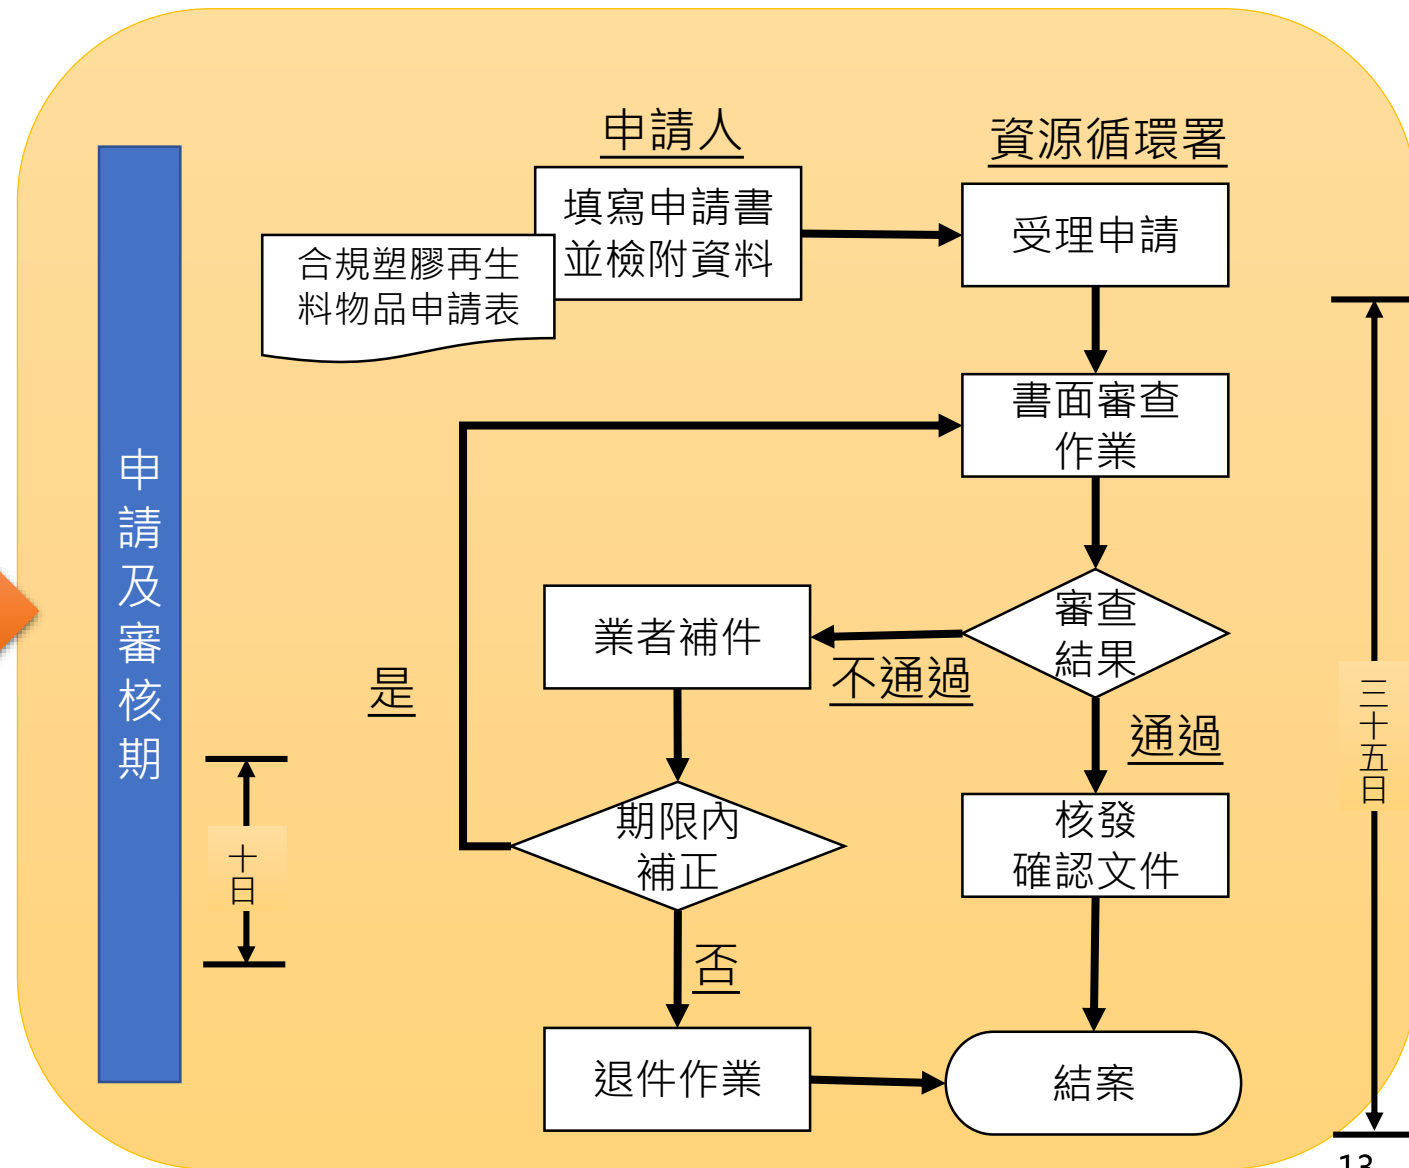 申請及審核期
申請人
資源循環署
填寫申請書
並檢附資料
合規塑膠再生
料物品申請表
受理申請
書面審查
作業
審查
結果
業者補件
不通過
是
通過
三十五日
十日
期限內
補正
核發
確認文件
否
退件作業
結案
13